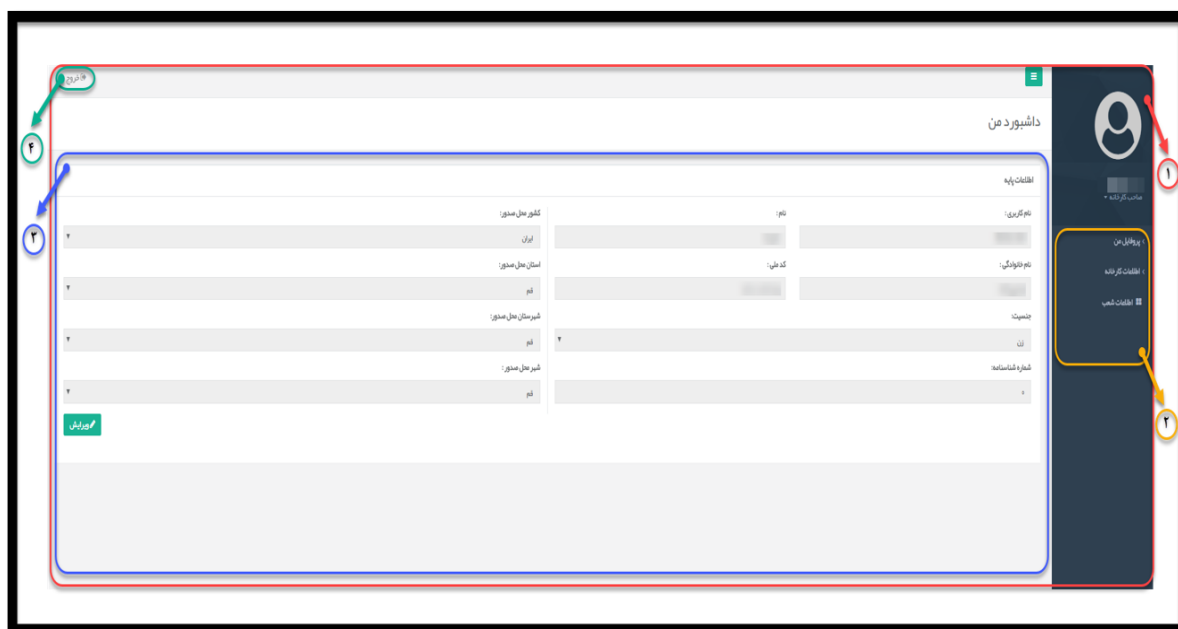 خروج
داشبورد من
صاحب کارخانه
پروفایل من
اطلاعات کارخانه
اطلاعات شعب
اطلاعات پایه
نام کاربری :
نام :
کشور محل صدور:
ایران
نام خانوادگی :
کد ملی :
استان محل صدور:
قم
جنسیت:
شهرستان محل صدور:
زن
قم
شماره شناسنامه:
شهر محل صدور :
۰
قم
ویرایش
۱
۲
۳
۴